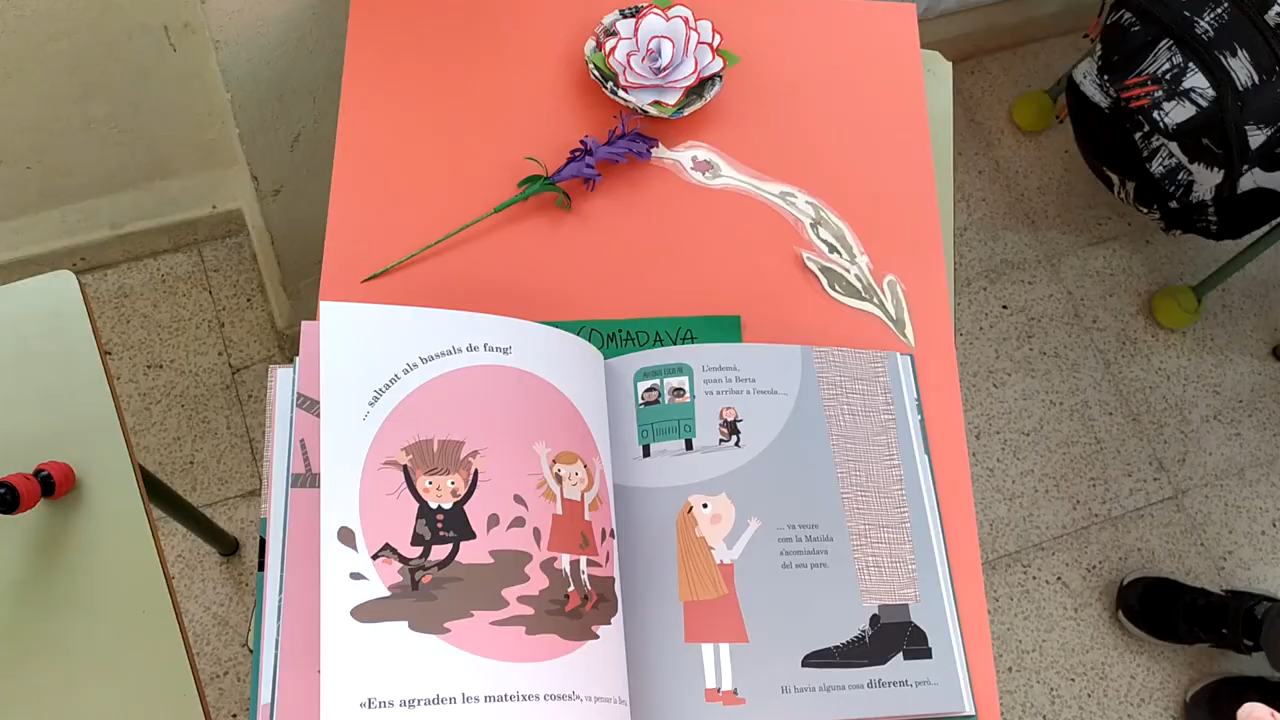 COMIADAVA
... saltant als bassals de fang!
«Ens agraden les mateixes coses!», va pensar la Berta
L'endemà,
quan la Berta
va arribar a l'escola...,
... va veure
com la Matilda
s'acomiadava
del seu pare.
Hi havia alguna cosa diferent, però...